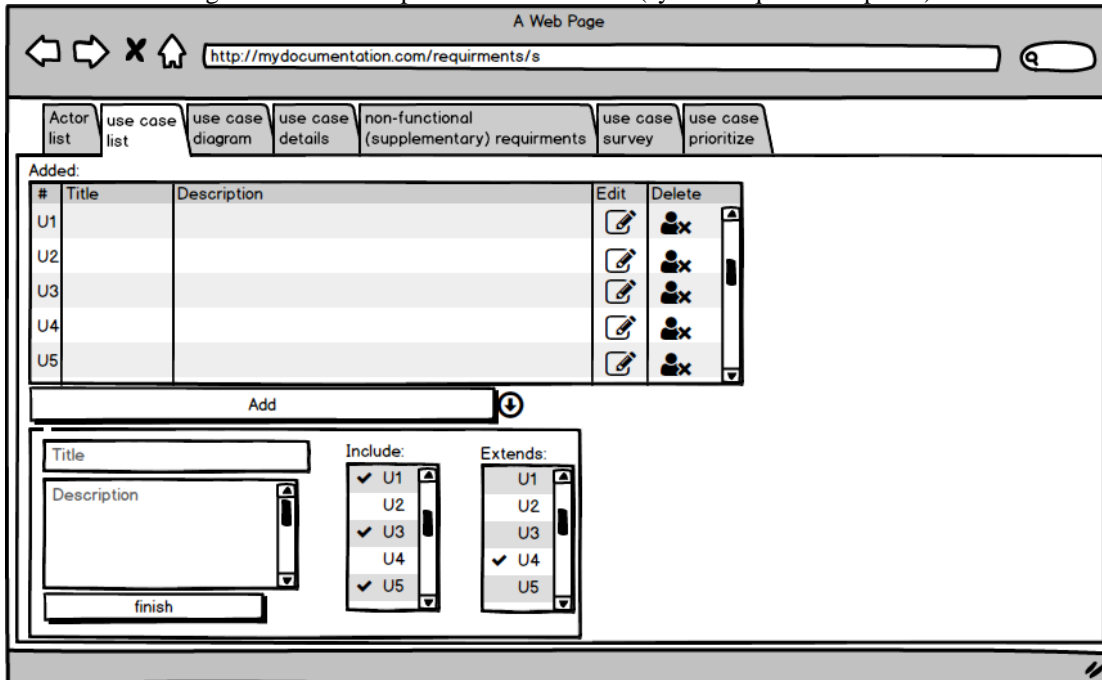 A Web Page
http://mydocumentation.com/requirments/s
Actor list
use case list
use case diagram
use case details
non-functional (supplementary) requirments
use case survey
use case prioritize
Added:
# Title Description Edit Delete
U1
U2
U3
U4
U5
Add
Title
Description
finish
Include:
U1
U2
U3
U4
U5
Extends:
U1
U2
U3
U4
U5